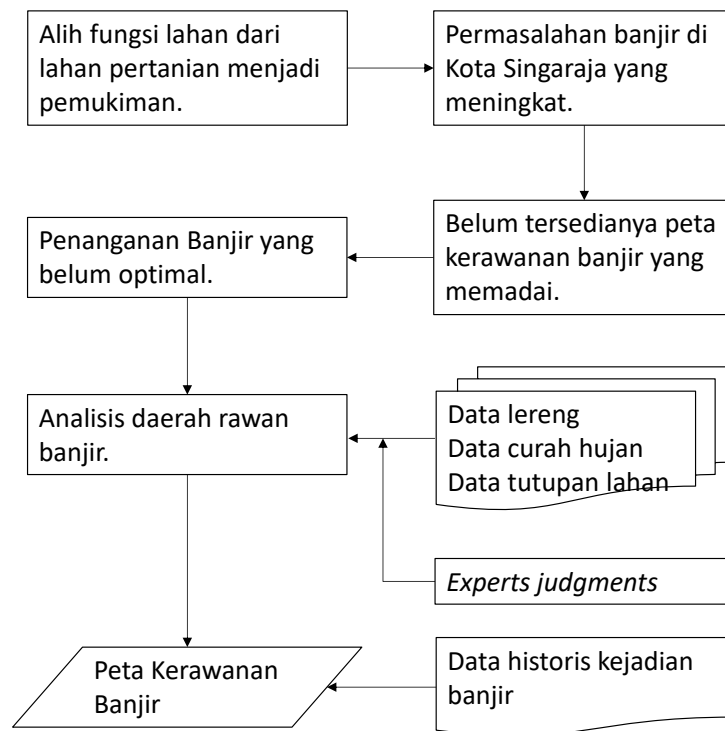 Alih fungsi lahan dari
lahan pertanian menjadi
pemukiman.
Permasalahan banjir di
Kota Singaraja yang
meningkat.
Belum tersedianya peta
kerawanan banjir yang
memadai.
Penanganan Banjir yang
belum optimal.
Analisis daerah rawan
banjir.
Data lereng
Data curah hujan
Data tutupan lahan
Experts judgments
Peta Kerawanan
Banjir
Data historis kejadian
banjir